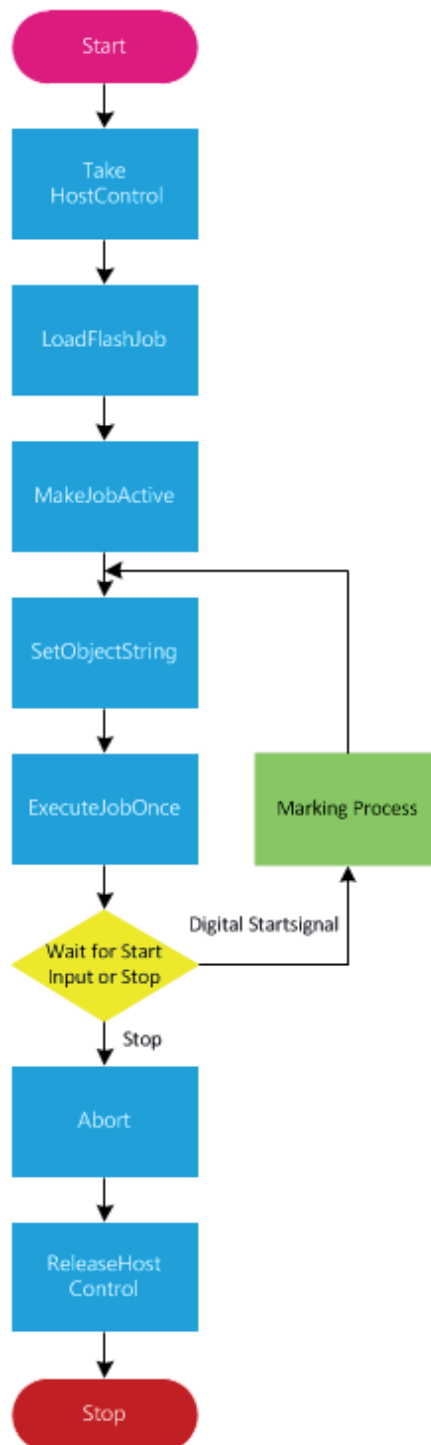 Start
Take
HostControl
LoadFlashJob
MakeJobActive
SetObjectString
ExecuteJobOnce
Marking Process
Digital Startsignal
Wait for Start
Input or Stop
Stop
Abort
ReleaseHost
Control
Stop